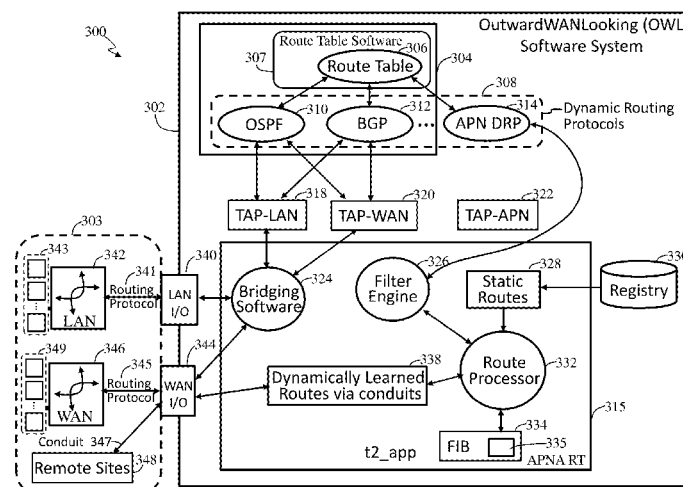 300
OutwardWANLooking (OWL
Software System
Route Table Software
306
307
Route Table
304
302
308
310
312
314
OSPF
BGP
APN DRP
Dynamic Routing
Protocols
318
320
322
TAP-LAN
TAP-WAN
TAP-APN
303
343
342
340
341
Routing
Protocol
LAN
LAN
I/O
324
Bridging
Software
326
Filter
Engine
328
Static
Routes
330
Registry
349
346
344
345
Routing
Protocol
WAN
WAN
I/O
338
Dynamically Learned
Routes via conduits
Route
Processor
332
315
Conduit
347
Remote Sites
348
334
FIB
335
t2_app
APNA RT